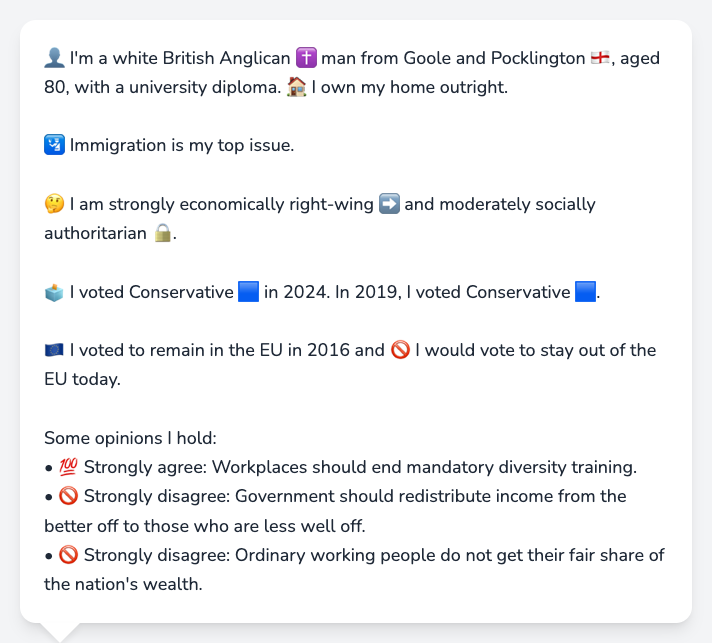 👤 I'm a white British Anglican ✝️ man from Goole and Pocklington 🏴󠁧󠁢󠁥󠁮󠁧󠁿, aged
80, with a university diploma. 🏠 I own my home outright.
🛂 Immigration is my top issue.
🤔 I am strongly economically right-wing ➡️ and moderately socially
authoritarian 🔒.
🗳️ I voted Conservative 🟦 in 2024. In 2019, I voted Conservative 🟦.
🇪🇺 I voted to remain in the EU in 2016 and 🚫 I would vote to stay out of the
EU today.
Some opinions I hold:
• 💯 Strongly agree: Workplaces should end mandatory diversity training.
• 🚫 Strongly disagree: Government should redistribute income from the
better off to those who are less well off.
• 🚫 Strongly disagree: Ordinary working people do not get their fair share of
the nation's wealth.